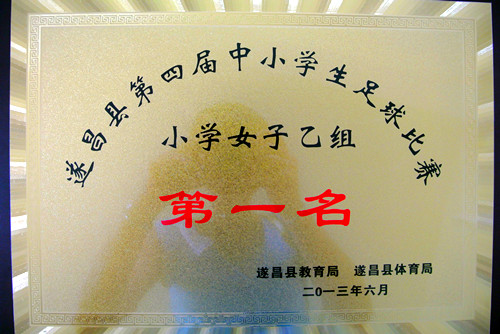 遂昌县第四届中小学生足球比赛
小学女子乙组
第一名
遂昌县教育局 遂昌县体育局
二0一三年六月